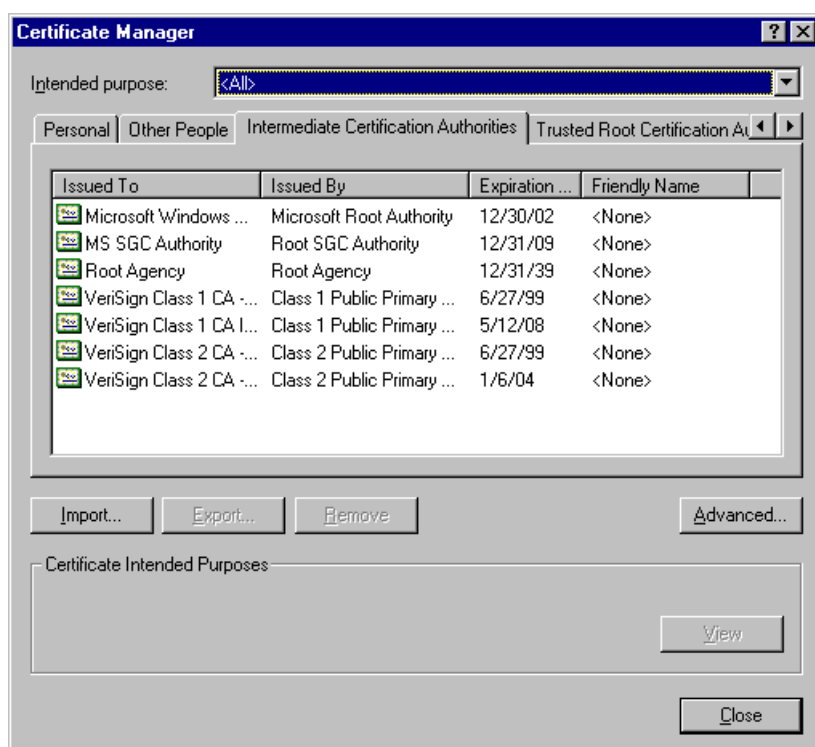 Certificate Manager
Intended purpose: <All>
Personal Other People Intermediate Certification Authorities Trusted Root Certification Au
Issued To Issued By Expiration ... Friendly Name
Microsoft Windows ... Microsoft Root Authority 12/30/02 <None>
MS SGC Authority Root SGC Authority 12/31/09 <None>
Root Agency Root Agency 12/31/39 <None>
VeriSign Class 1 CA -... Class 1 Public Primary ... 6/27/99 <None>
VeriSign Class 1 CA I... Class 1 Public Primary ... 5/12/08 <None>
VeriSign Class 2 CA -... Class 2 Public Primary ... 6/27/99 <None>
VeriSign Class 2 CA -... Class 2 Public Primary ... 1/6/04 <None>
Import... Export... Remove Advanced...
Certificate Intended Purposes
View
Close